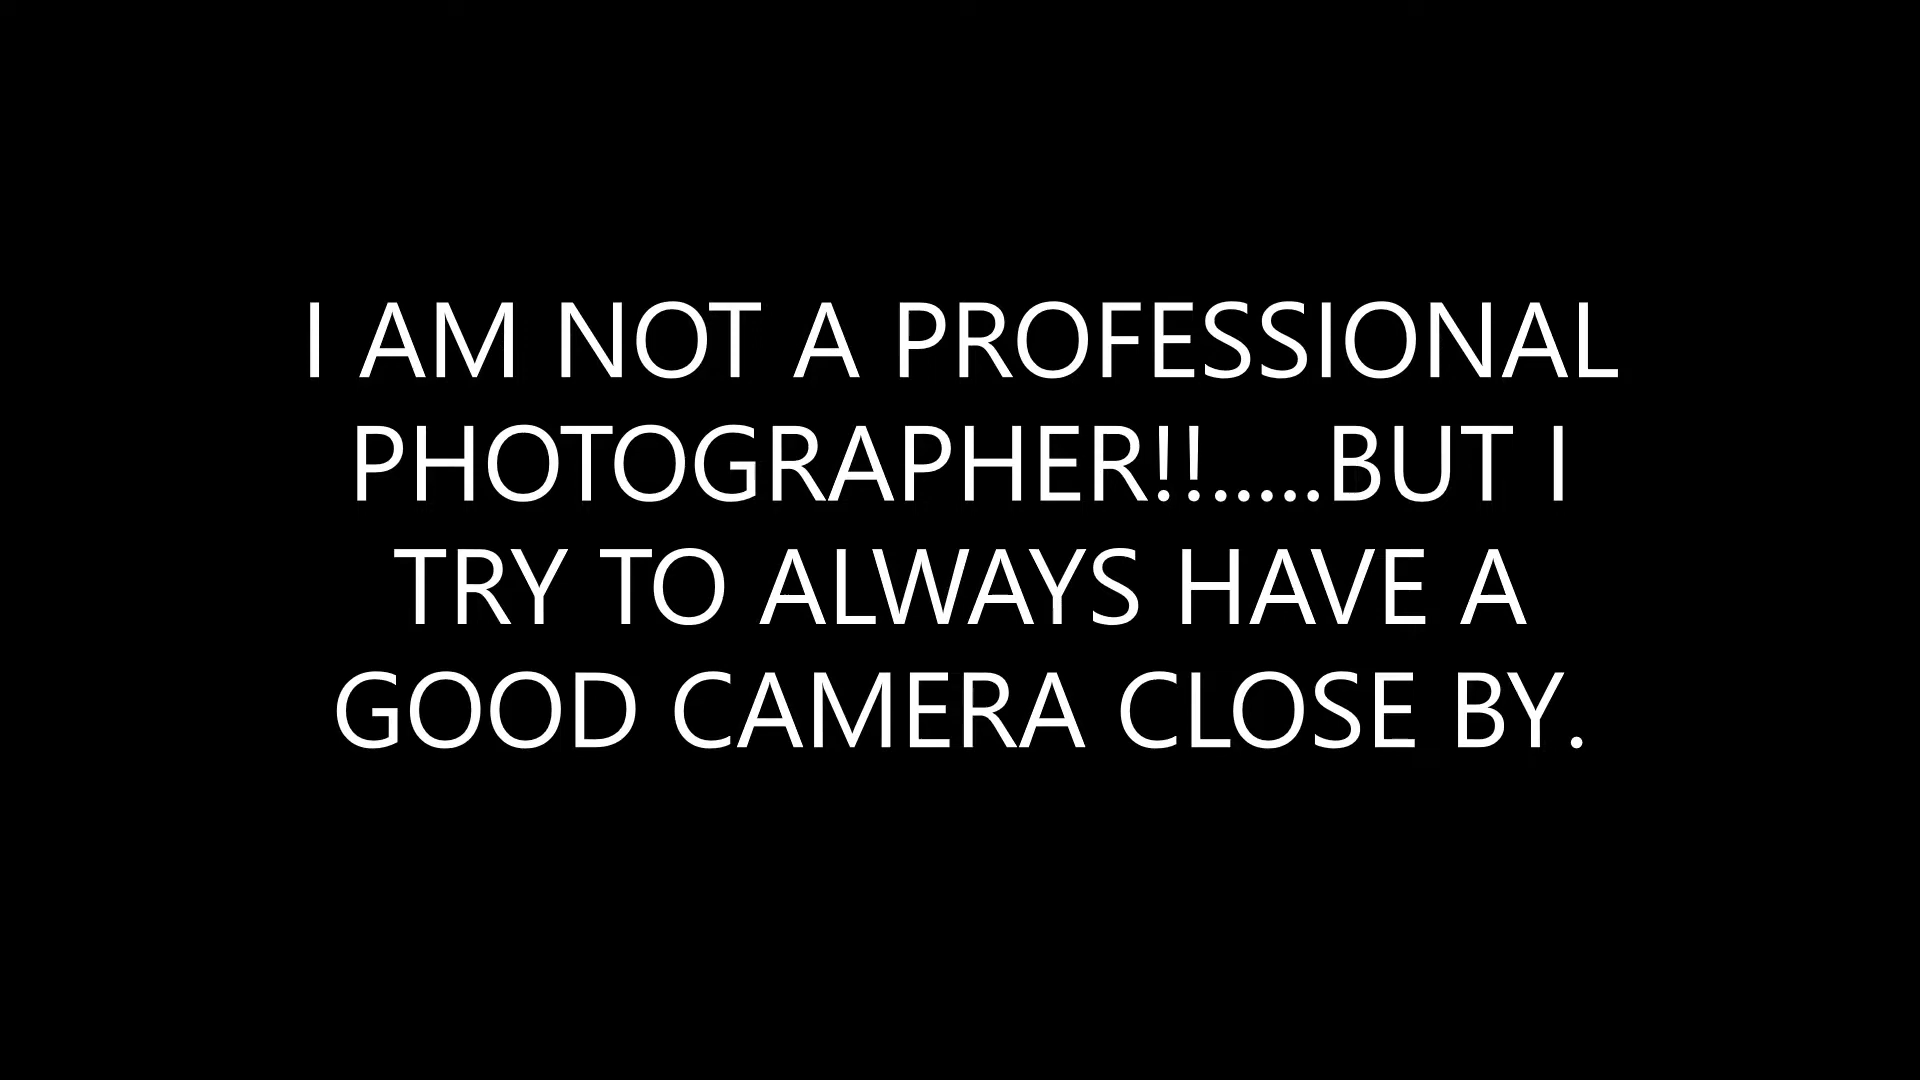 I AM NOT A PROFESSIONAL
PHOTOGRAPHER!!.....BUT I
TRY TO ALWAYS HAVE A
GOOD CAMERA CLOSE BY.